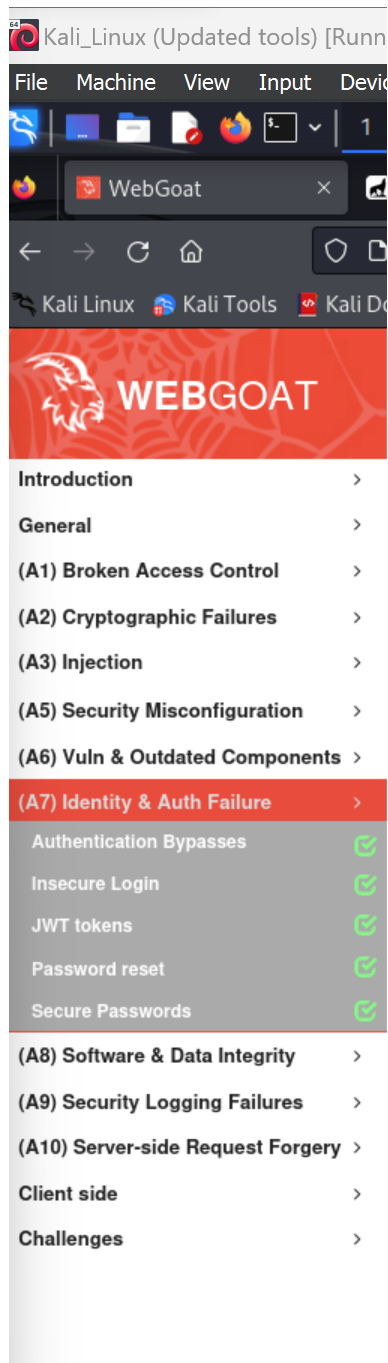 64
Kali_Linux (Updated tools) [Runn
File Machine View Input Devic
$- 1
WebGoat ×
Kali Linux Kali Tools Kali Do
WEBGOAT
Introduction
General
(A1) Broken Access Control
(A2) Cryptographic Failures
(A3) Injection
(A5) Security Misconfiguration
(A6) Vuln & Outdated Components
(A7) Identity & Auth Failure
Authentication Bypasses
Insecure Login
JWT tokens
Password reset
Secure Passwords
(A8) Software & Data Integrity
(A9) Security Logging Failures
(A10) Server-side Request Forgery
Client side
Challenges